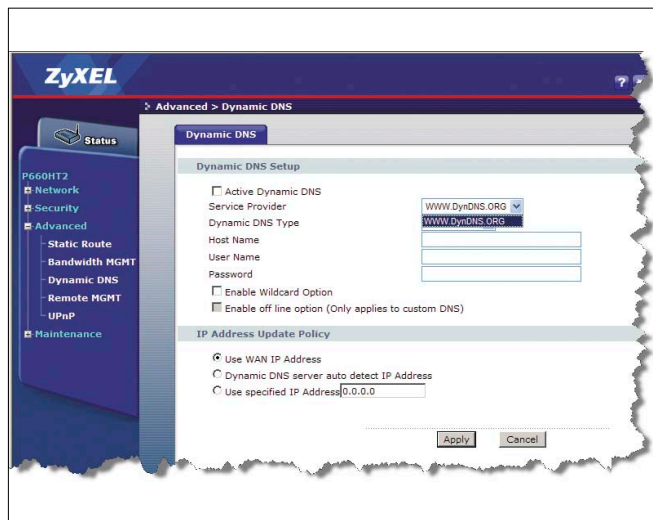 ZyXEL
?
Advanced > Dynamic DNS
Status
P660HT2
Network
Security
Advanced
Static Route
Bandwidth MGMT
Dynamic DNS
Remote MGMT
UPnP
Maintenance
Dynamic DNS
Dynamic DNS Setup
Active Dynamic DNS
Service Provider WWW.DynDNS.ORG
Dynamic DNS Type WWW.DynDNS.ORG
Host Name
User Name
Password
Enable Wildcard Option
Enable off line option (Only applies to custom DNS)
IP Address Update Policy
Use WAN IP Address
Dynamic DNS server auto detect IP Address
Use specified IP Address 0.0.0.0
Apply Cancel